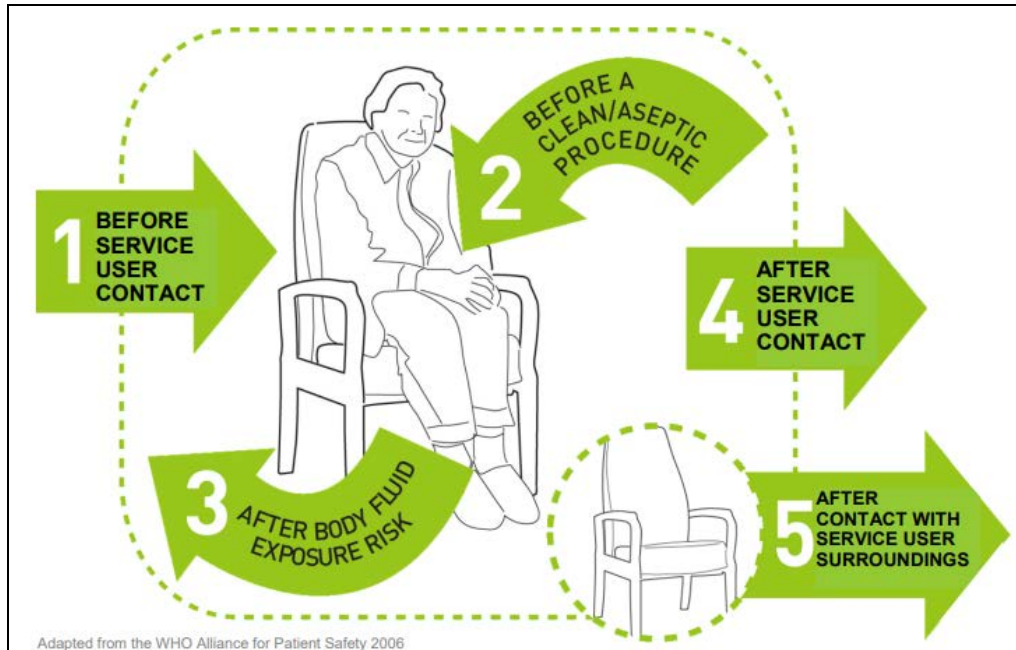 1
BEFORE
SERVICE
USER
CONTACT
2
BEFORE A
CLEAN/ASEPTIC
PROCEDURE
3
AFTER BODY FLUID
EXPOSURE RISK
4
AFTER
SERVICE
USER
CONTACT
5
AFTER
CONTACT WITH
SERVICE USER
SURROUNDINGS
Adapted from the WHO Alliance for Patient Safety 2006